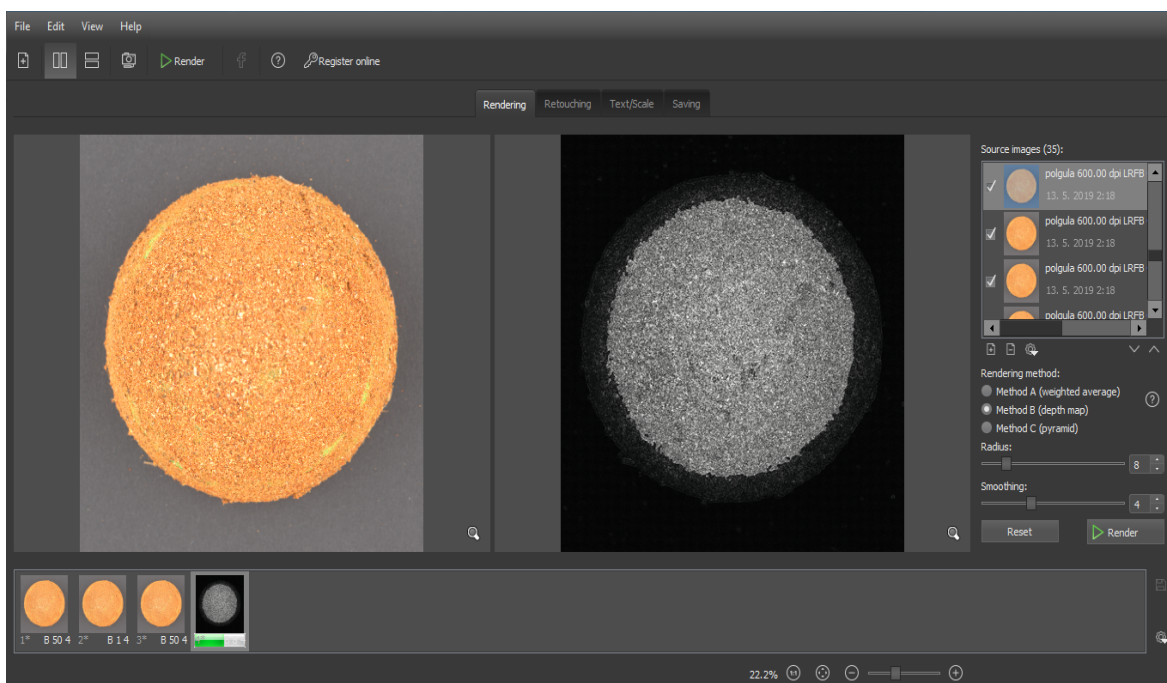 File Edit View Help
Render Register online
Rendering Retouching Text/Scale Saving
Source images (35):
polgula 600.00 dpi LRFB
13. 5. 2019 2:18
polgula 600.00 dpi LRFB
13. 5. 2019 2:18
polgula 600.00 dpi LRFB
13. 5. 2019 2:18
polgula 600.00 dpi LRFB
Rendering method:
Method A (weighted average)
Method B (depth map)
Method C (pyramid)
Radius:
8
Smoothing:
4
Reset Render
1* B 50 4 2* B 1 4 3* B 50 4
22.2% 1:1